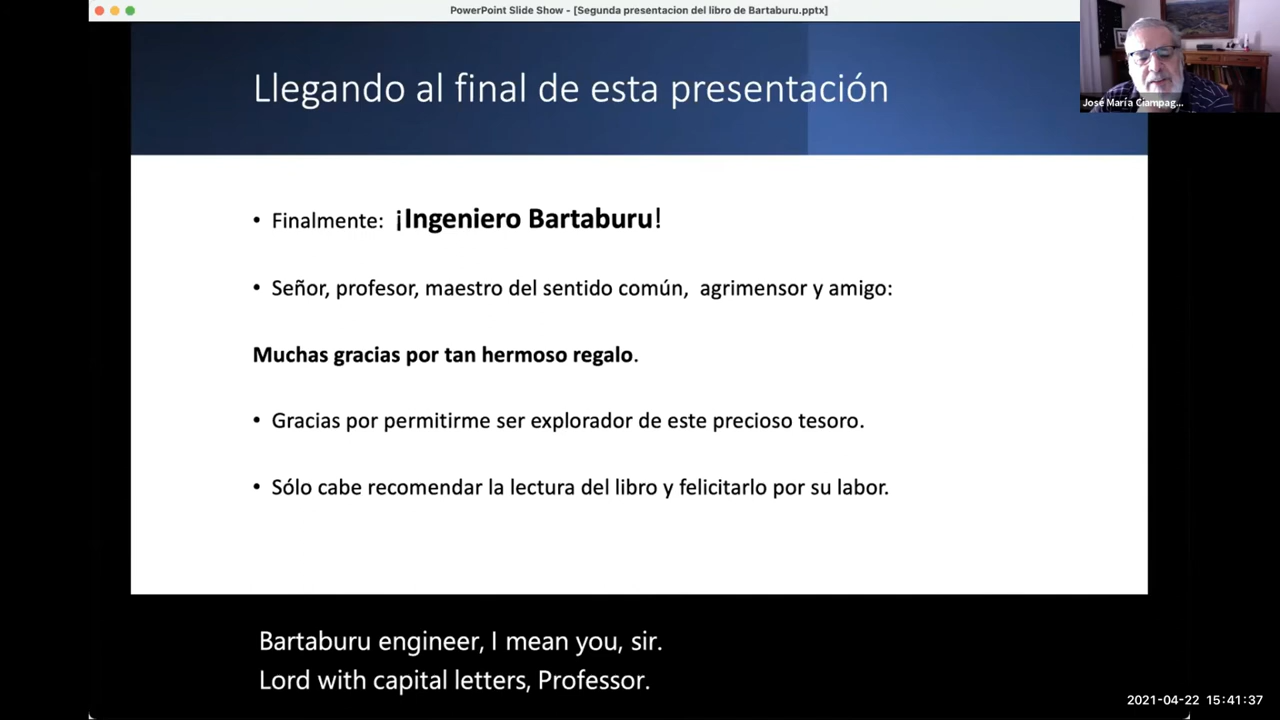 PowerPoint Slide Show - [Segunda presentacion del libro de Bartaburu.pptx]
Llegando al final de esta presentación
José María Ciampag...
• Finalmente: ¡Ingeniero Bartaburu!
• Señor, profesor, maestro del sentido común, agrimensor y amigo:
Muchas gracias por tan hermoso regalo.
• Gracias por permitirme ser explorador de este precioso tesoro.
• Sólo cabe recomendar la lectura del libro y felicitarlo por su labor.
Bartaburu engineer, I mean you, sir.
Lord with capital letters, Professor.
2021-04-22 15:41:37